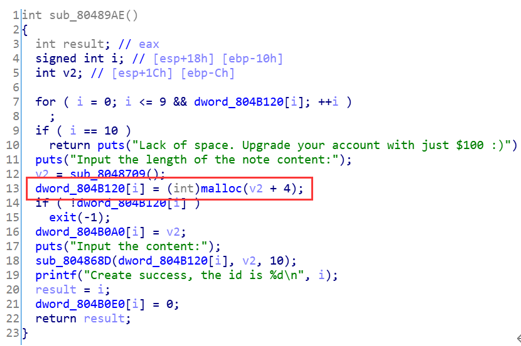 1 int sub_80489AE()
2 {
3 int result; // eax
4 signed int i; // [esp+18h] [ebp-10h]
5 int v2; // [esp+1Ch] [ebp-Ch]
6
7 for ( i = 0; i <= 9 && dword_804B120[i]; ++i )
8 ;
9 if ( i == 10 )
10 return puts("Lack of space. Upgrade your account with just $100 :)")
11 puts("Input the length of the note content:");
12 v2 = sub_8048709();
13 dword_804B120[i] = (int)malloc(v2 + 4);
14 if ( !dword_804B120[i] )
15 exit(-1);
16 dword_804B0A0[i] = v2;
17 puts("Input the content:");
18 sub_804868D(dword_804B120[i], v2, 10);
19 printf("Create success, the id is %d\n", i);
20 result = i;
21 dword_804B0E0[i] = 0;
22 return result;
23 }